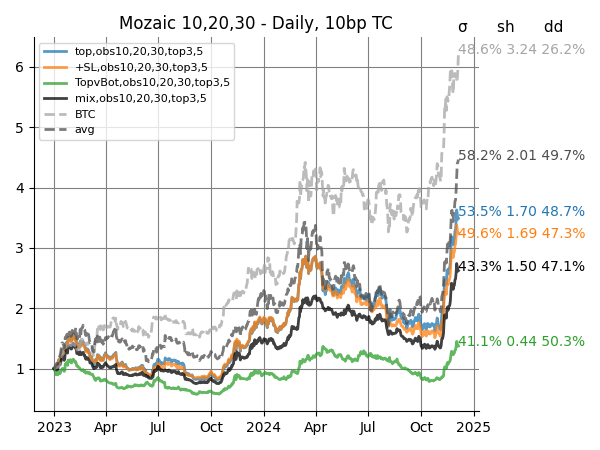 Mozaic 10,20,30 - Daily, 10bp TC
σ sh dd
top,obs10,20,30,top3,5
+SL,obs10,20,30,top3,5
TopvBot,obs10,20,30,top3,5
mix,obs10,20,30,top3,5
BTC
avg
48.6% 3.24 26.2%
58.2% 2.01 49.7%
53.5% 1.70 48.7%
49.6% 1.69 47.3%
43.3% 1.50 47.1%
41.1% 0.44 50.3%
6
5
4
3
2
1
2023 Apr Jul Oct 2024 Apr Jul Oct 2025